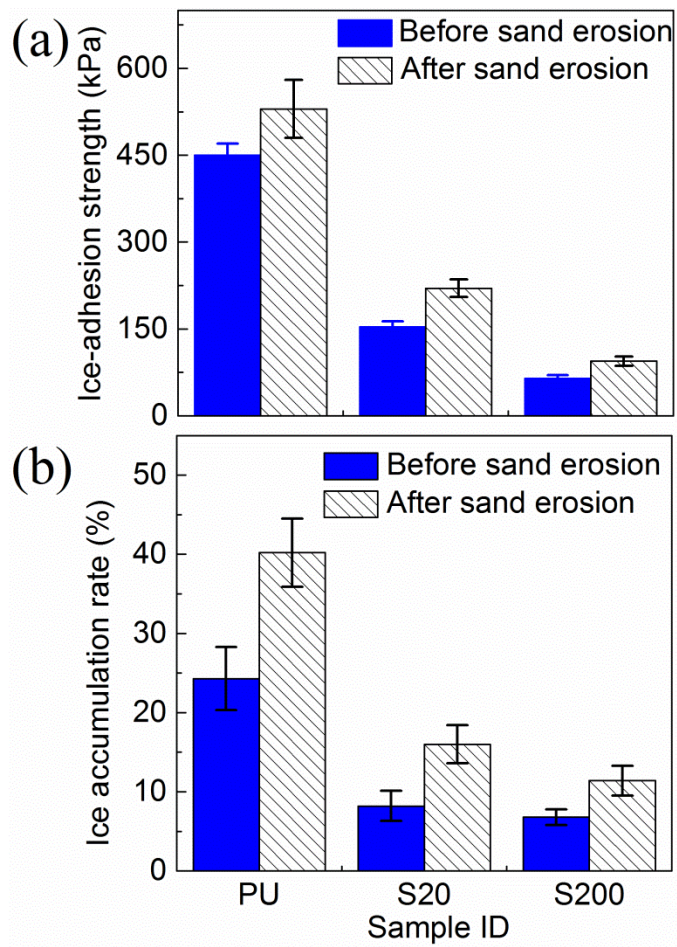 (a)
Before sand erosion
After sand erosion
Ice-adhesion strength (kPa)
600
450
300
150
0
(b)
Before sand erosion
After sand erosion
Ice accumulation rate (%)
50
40
30
20
10
0
PU S20 S200
Sample ID